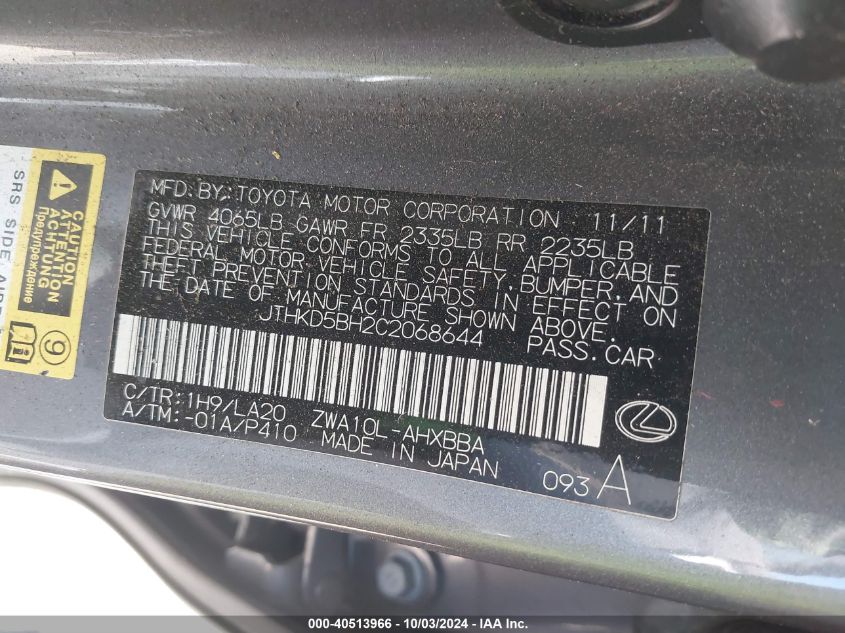 MFD.BY:TOYOTA MOTOR CORPORATION 11/11
GVWR 4065LB GAWR FR 2335LB RR 2235LB
THIS VEHICLE CONFORMS TO ALL APPLICABLE
FEDERAL MOTOR VEHICLE SAFETY,BUMPER,AND
THEFT PREVENTION STANDARDS IN EFFECT ON
THE DATE OF MANUFACTURE SHOWN ABOVE.
JTHKD5BH2C2068644 PASS.CAR
C/TR:1H9/LA20 ZWA10L-AHXBBA
A/TM:-01A/P410 MADE IN JAPAN
093 A
SRS SIDE
CAUTION
ATTENTION
ACHTUNG
Предупреждение
000-40513966 - 10/03/2024 - IAA Inc.